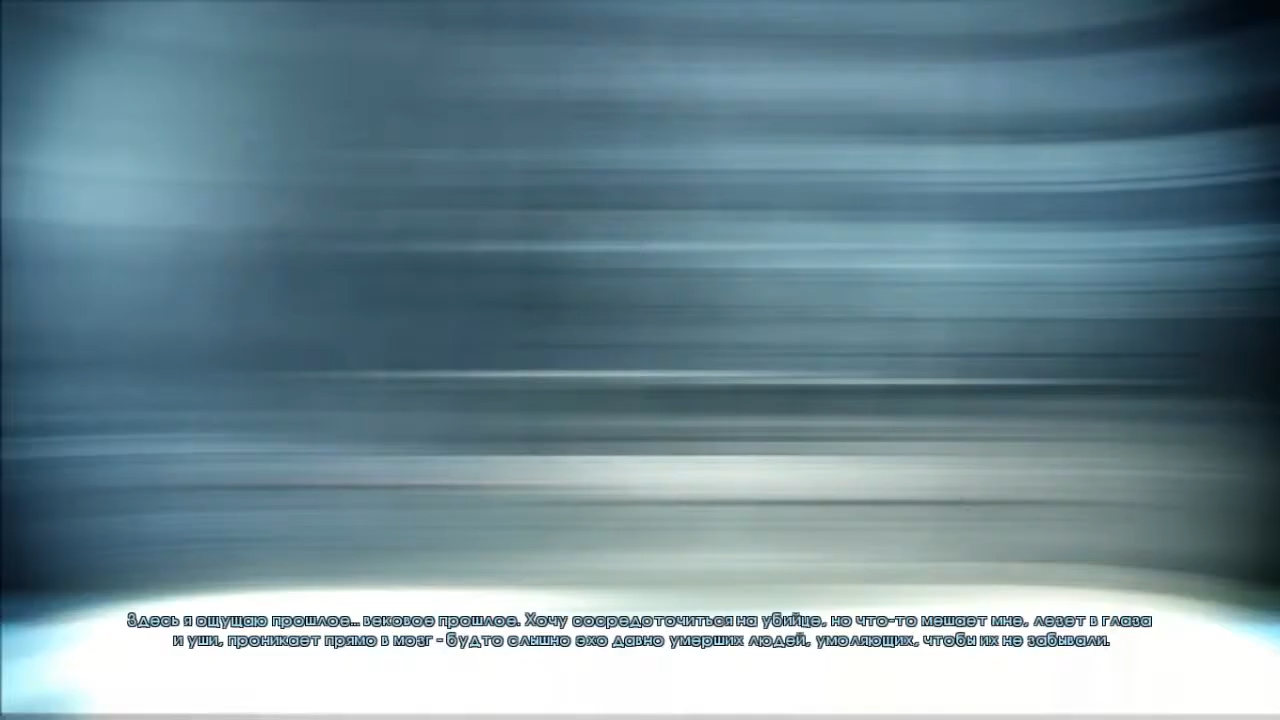 Здесь я ощущаю прошлое... вековое прошлое. Хочу сосредоточиться на убийце, но что-то мешает мне, лезет в глаза
и уши, проникает прямо в мозг - будто слышно эхо давно умерших людей, умоляющих, чтобы их не забывали.